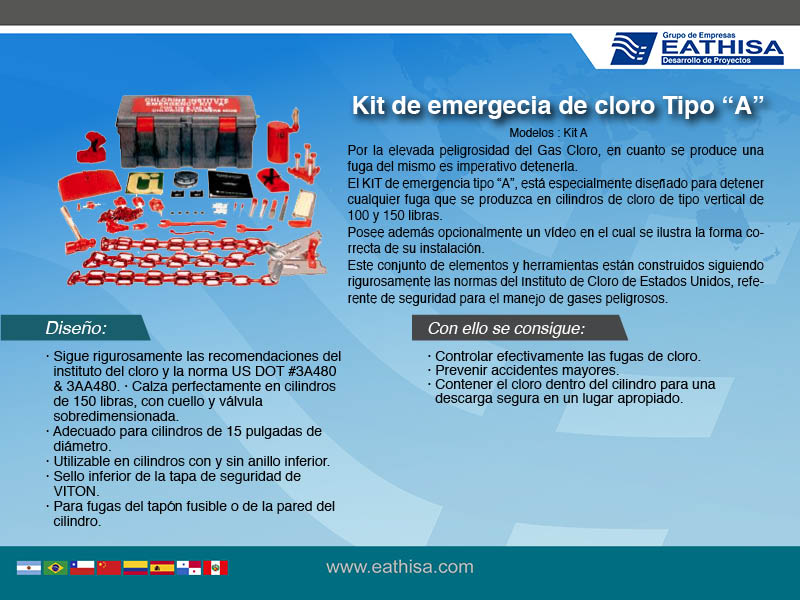 Grupo de Empresas
EATHISA
Desarrollo de Proyectos
Kit de emergecia de cloro Tipo “A”
Modelos : Kit A
Por la elevada peligrosidad del Gas Cloro, en cuanto se produce una
fuga del mismo es imperativo detenerla.
El KIT de emergencia tipo “A”, está especialmente diseñado para detener
cualquier fuga que se produzca en cilindros de cloro de tipo vertical de
100 y 150 libras.
Posee además opcionalmente un vídeo en el cual se ilustra la forma co-
rrecta de su instalación.
Este conjunto de elementos y herramientas están construidos siguiendo
rigurosamente las normas del Instituto de Cloro de Estados Unidos, refe-
rente de seguridad para el manejo de gases peligrosos.
CHLORINE INSTITUTE
EMERGENCY KIT "A"
Diseño:
· Sigue rigurosamente las recomendaciones del
instituto del cloro y la norma US DOT #3A480
& 3AA480. · Calza perfectamente en cilindros
de 150 libras, con cuello y válvula
sobredimensionada.
· Adecuado para cilindros de 15 pulgadas de
diámetro.
· Utilizable en cilindros con y sin anillo inferior.
· Sello inferior de la tapa de seguridad de
VITON.
· Para fugas del tapón fusible o de la pared del
cilindro.
Con ello se consigue:
· Controlar efectivamente las fugas de cloro.
· Prevenir accidentes mayores.
· Contener el cloro dentro del cilindro para una
descarga segura en un lugar apropiado.
www.eathisa.com